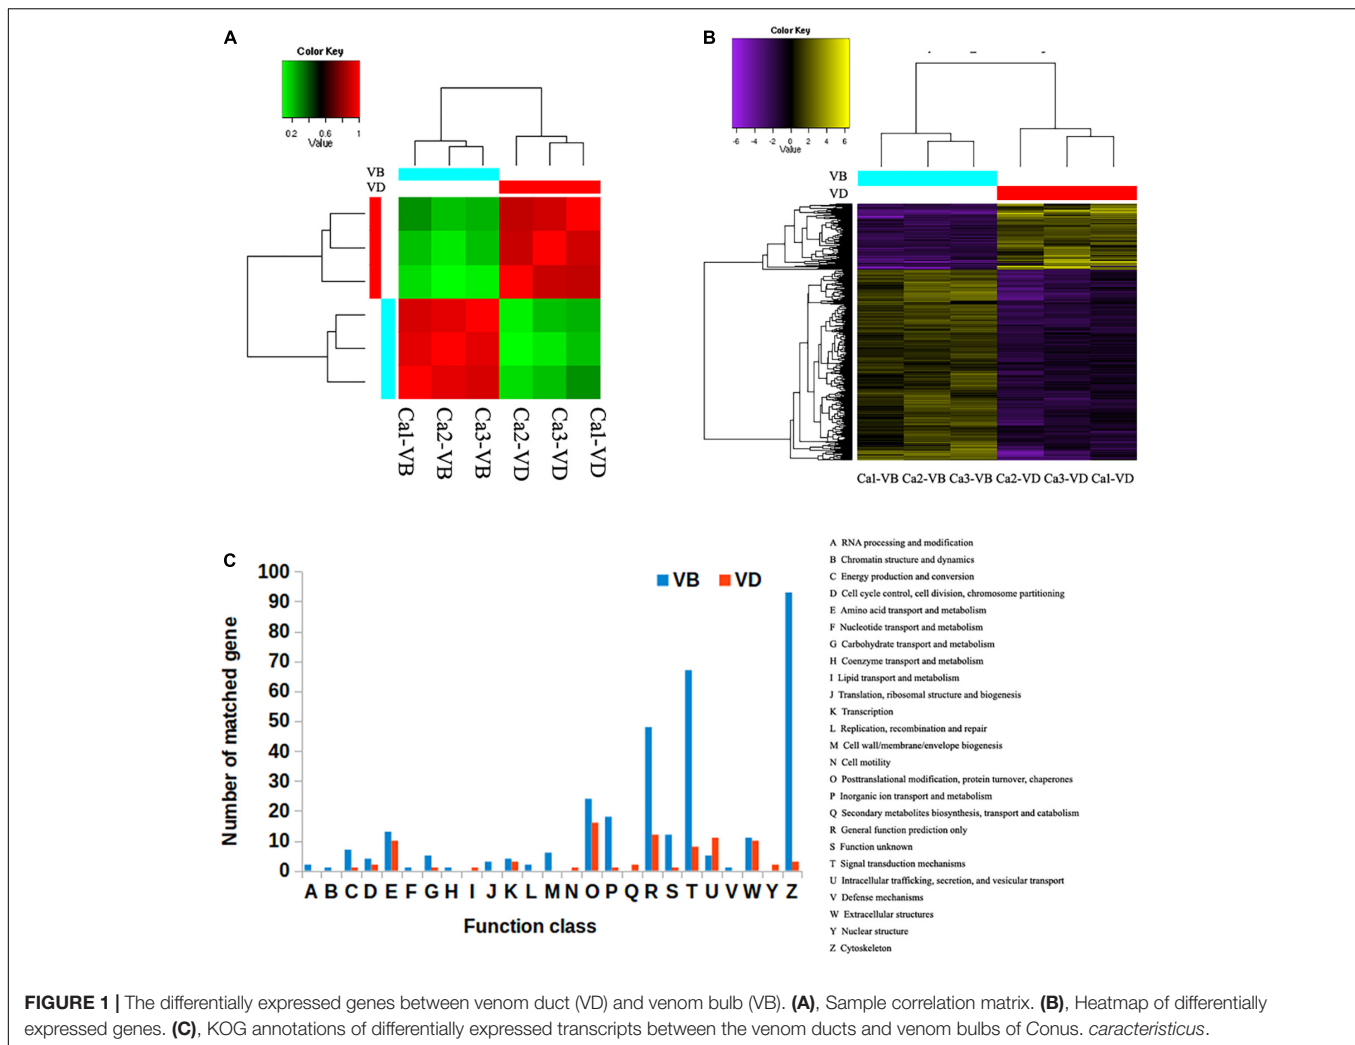 A
Color Key
0.2 0.6 1
Value
VB
VD
Ca1-VB Ca2-VB Ca3-VB Ca2-VD Ca3-VD Ca1-VD
B
Color Key
-6 -4 -2 0 2 4 6
Value
VB
VD
Ca1-VB Ca2-VB Ca3-VB Ca2-VD Ca3-VD Ca1-VD
C
VB VD
Number of matched gene
100
90
80
70
60
50
40
30
20
10
0
A B C D E F G H I J K L M N O P Q R S T U V W Y Z
Function class
A RNA processing and modification
B Chromatin structure and dynamics
C Energy production and conversion
D Cell cycle control, cell division, chromosome partitioning
E Amino acid transport and metabolism
F Nucleotide transport and metabolism
G Carbohydrate transport and metabolism
H Coenzyme transport and metabolism
I Lipid transport and metabolism
J Translation, ribosomal structure and biogenesis
K Transcription
L Replication, recombination and repair
M Cell wall/membrane/envelope biogenesis
N Cell motility
O Posttranslational modification, protein turnover, chaperones
P Inorganic ion transport and metabolism
Q Secondary metabolites biosynthesis, transport and catabolism
R General function prediction only
S Function unknown
T Signal transduction mechanisms
U Intracellular trafficking, secretion, and vesicular transport
V Defense mechanisms
W Extracellular structures
Y Nuclear structure
Z Cytoskeleton
FIGURE 1 | The differentially expressed genes between venom duct (VD) and venom bulb (VB). (A), Sample correlation matrix. (B), Heatmap of differentially
expressed genes. (C), KOG annotations of differentially expressed transcripts between the venom ducts and venom bulbs of Conus. caracteristicus.